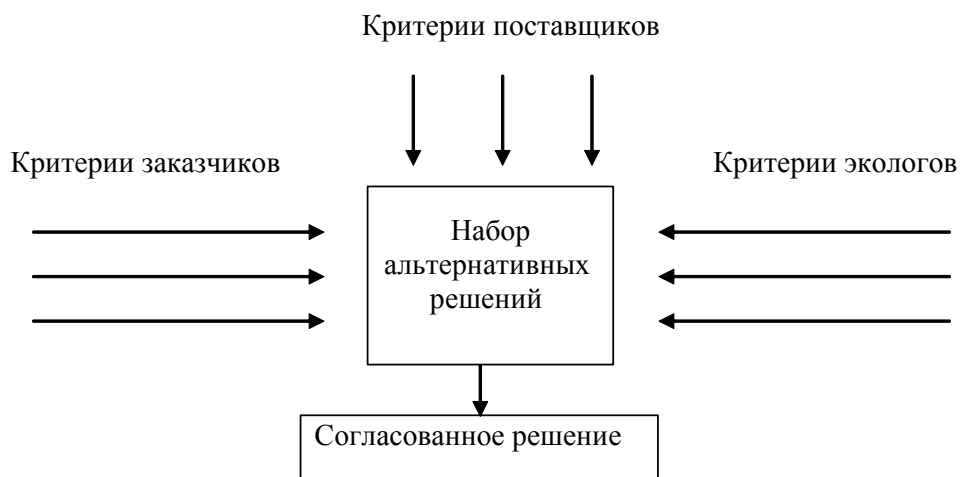 Критерии поставщиков
Критерии заказчиков
Критерии экологов
Набор
альтернативных
решений
Согласованное решение